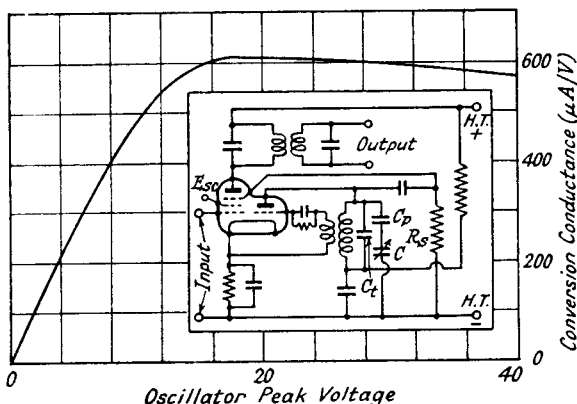 600
400
200
0
Conversion Conductance (μA/V)
H.T.
+
Output
Esc
Cp
Rs
C
Input
Ct
H.T.
–
0
20
40
Oscillator Peak Voltage